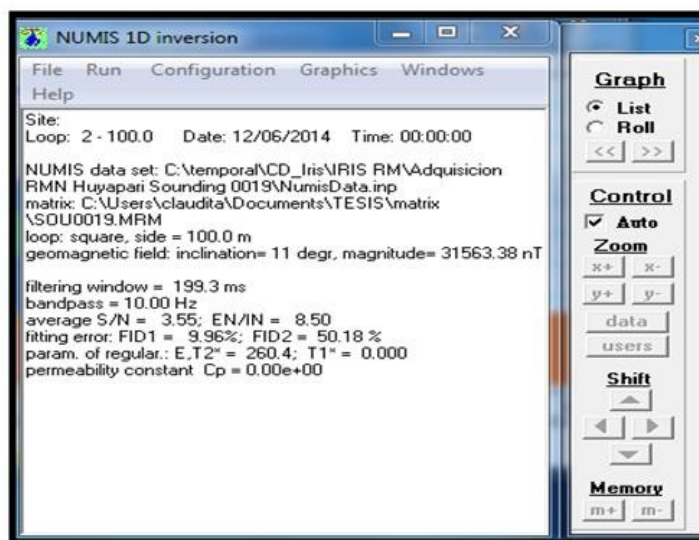 NUMIS 1D inversion
File Run Configuration Graphics Windows
Help
Site:
Loop: 2 - 100.0 Date: 12/06/2014 Time: 00:00:00
NUMIS data set: C:\temporal\CD_Iris\IRIS RM\Adquisicion
RMN Huyapari Sounding 0019\NumisData.inp
matrix: C:\Users\claudita\Documents\TESIS\matrix
\SOU0019.MRM
loop: square, side = 100.0 m
geomagnetic field: inclination= 11 degr, magnitude= 31563.38 nT
filtering window = 199.3 ms
bandpass = 10.00 Hz
average S/N = 3.55; EN/IN = 8.50
fitting error: FID1 = 9.96%; FID2 = 50.18 %
param. of regular.: E,T2* = 260.4; T1* = 0.000
permeability constant Cp = 0.00e+00
Graph
List
Roll
<< >>
Control
Auto
Zoom
x+ x-
y+ y-
data
users
Shift
Memory
m+ m-